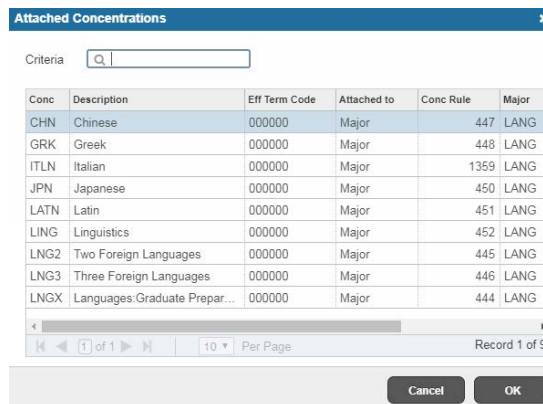 Attached Concentrations
Criteria
Conc Description Eff Term Code Attached to Conc Rule Major
CHN Chinese 000000 Major 447 LANG
GRK Greek 000000 Major 448 LANG
ITLN Italian 000000 Major 1359 LANG
JPN Japanese 000000 Major 450 LANG
LATN Latin 000000 Major 451 LANG
LING Linguistics 000000 Major 452 LANG
LNG2 Two Foreign Languages 000000 Major 445 LANG
LNG3 Three Foreign Languages 000000 Major 446 LANG
LNGX Languages:Graduate Prepar... 000000 Major 444 LANG
1 of 1 10 Per Page Record 1 of 9
Cancel OK